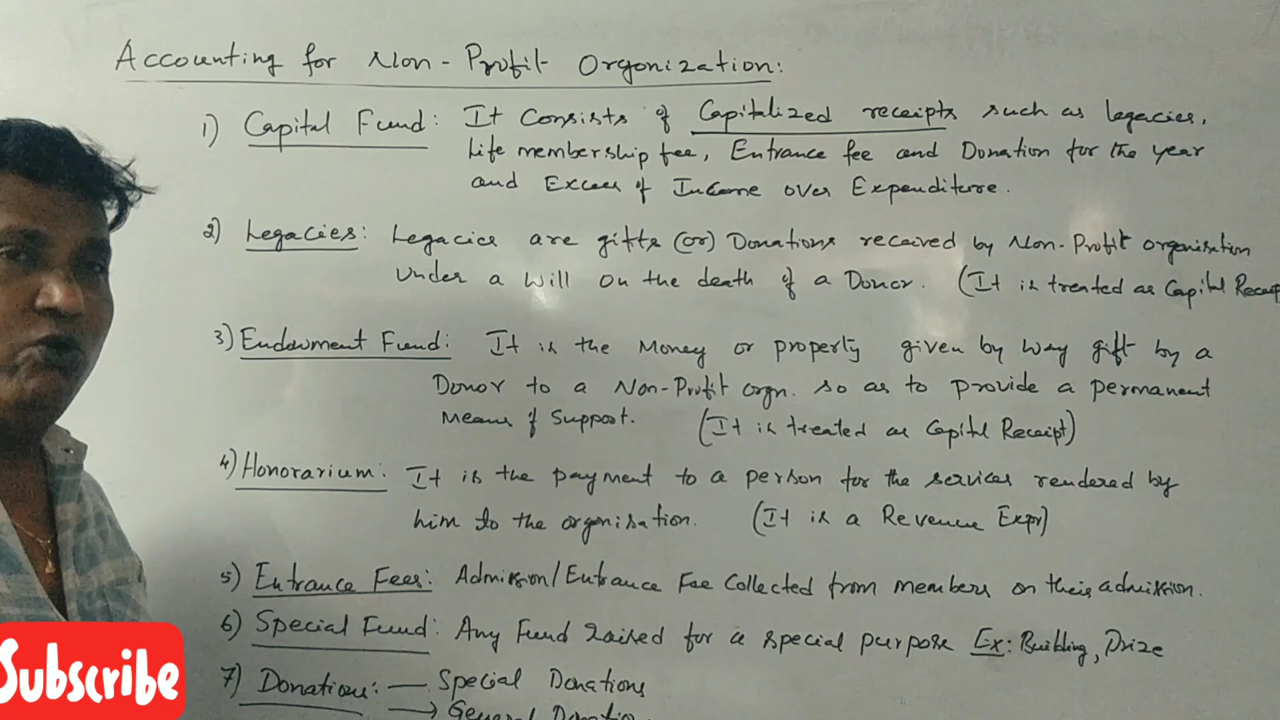 Accounting for Non-Profit Orgonization:
1) Capital Fund: It Consists of Capitalized receipts such as legacies,
Life membership fee, Entrance fee and Donation for the year
and Excess of Income over Expenditure.
2) Legacies: Legacies are gifts (or) Donations received by Non-Profit organisation
Under a Will on the death of a Donor. (It is treated as Capital Receipt
3) Endowment Fund: It is the Money or property given by way gift by a
Donor to a Non-Profit orgn. so as to provide a permanent
Means of Support. (It is treated as Capital Receipt)
4) Honorarium: It is the payment to a person for the services rendered by
him to the organisation. (It is a Revenue Expr)
5) Entrance Fees: Admission/Entrance Fee Collected from members on their admission.
6) Special Fund: Any Fund raised for a special purpose Ex: Building, Prize
7) Donations: — Special Donations
→ General Donation
Subscribe